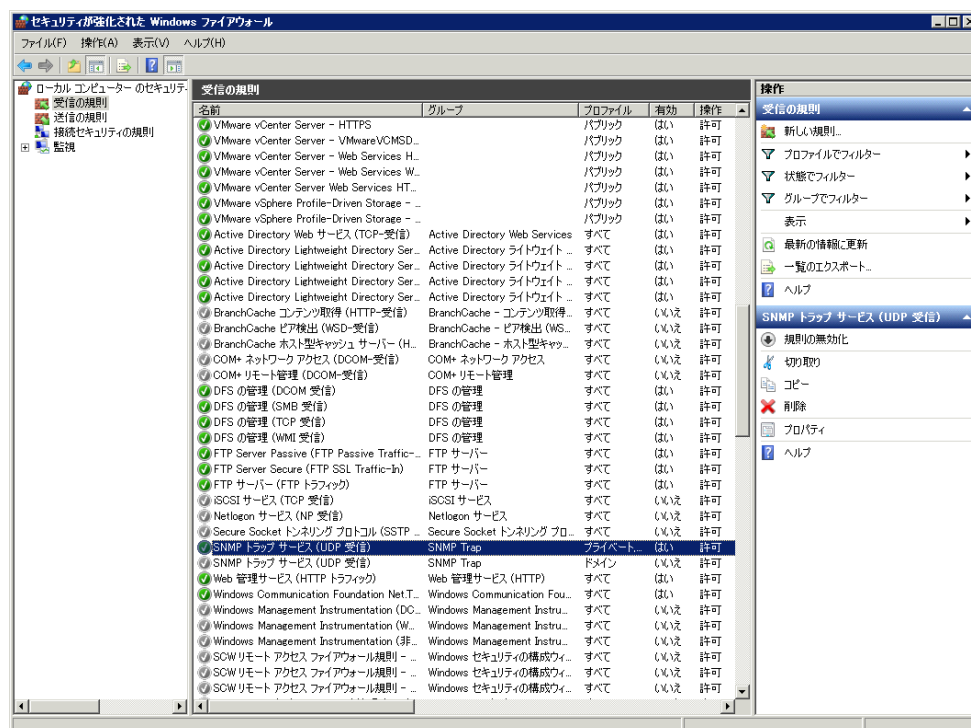 セキュリティが強化された Windows ファイアウォール
ファイル(F) 操作(A) 表示(V) ヘルプ(H)
ローカル コンピューター のセキュリテ
受信の規則
送信の規則
接続セキュリティの規則
監視
受信の規則
名前 グループ プロファイル 有効 操作
VMware vCenter Server - HTTPS パブリック はい 許可
VMware vCenter Server - VMwareVCMSD... パブリック はい 許可
VMware vCenter Server - Web Services H... パブリック はい 許可
VMware vCenter Server - Web Services W... パブリック はい 許可
VMware vCenter Server Web Services HT... パブリック はい 許可
VMware vSphere Profile-Driven Storage - ... パブリック はい 許可
VMware vSphere Profile-Driven Storage - ... パブリック はい 許可
Active Directory Web サービス (TCP-受信) Active Directory Web Services すべて はい 許可
Active Directory Lightweight Directory Ser... Active Directory ライトウェイト ... すべて はい 許可
Active Directory Lightweight Directory Ser... Active Directory ライトウェイト ... すべて はい 許可
Active Directory Lightweight Directory Ser... Active Directory ライトウェイト ... すべて はい 許可
Active Directory Lightweight Directory Ser... Active Directory ライトウェイト ... すべて はい 許可
BranchCache コンテンツ取得 (HTTP-受信) BranchCache - コンテンツ取得... すべて いいえ 許可
BranchCache ピア検出 (WSD-受信) BranchCache - ピア検出 (WS... すべて いいえ 許可
BranchCache ホスト型キャッシュ サーバー (H... BranchCache - ホスト型キャッ... すべて いいえ 許可
COM+ ネットワーク アクセス (DCOM-受信) COM+ ネットワーク アクセス すべて いいえ 許可
COM+ リモート管理 (DCOM-受信) COM+ リモート管理 すべて いいえ 許可
DFS の管理 (DCOM 受信) DFS の管理 すべて はい 許可
DFS の管理 (SMB 受信) DFS の管理 すべて はい 許可
DFS の管理 (TCP 受信) DFS の管理 すべて はい 許可
DFS の管理 (WMI 受信) DFS の管理 すべて はい 許可
FTP Server Passive (FTP Passive Traffic-... FTP サーバー すべて はい 許可
FTP Server Secure (FTP SSL Traffic-In) FTP サーバー すべて はい 許可
FTP サーバー (FTP トラフィック) FTP サーバー すべて はい 許可
iSCSI サービス (TCP 受信) iSCSI サービス すべて いいえ 許可
Netlogon サービス (NP 受信) Netlogon サービス すべて いいえ 許可
Secure Socket トンネリング プロトコル (SSTP ... Secure Socket トンネリング プロ... すべて いいえ 許可
SNMP トラップ サービス (UDP 受信) SNMP Trap プライベート,... はい 許可
SNMP トラップ サービス (UDP 受信) SNMP Trap ドメイン いいえ 許可
Web 管理サービス (HTTP トラフィック) Web 管理サービス (HTTP) すべて はい 許可
Windows Communication Foundation Net.T... Windows Communication Fou... すべて はい 許可
Windows Management Instrumentation (DC... Windows Management Instru... すべて いいえ 許可
Windows Management Instrumentation (W... Windows Management Instru... すべて いいえ 許可
Windows Management Instrumentation (非... Windows Management Instru... すべて いいえ 許可
SCW リモート アクセス ファイアウォール規則 - ... Windows セキュリティの構成ウィ... すべて いいえ 許可
SCW リモート アクセス ファイアウォール規則 - ... Windows セキュリティの構成ウィ... すべて いいえ 許可
SCW リモート アクセス ファイアウォール規則 - ... Windows セキュリティの構成ウィ... すべて いいえ 許可
操作
受信の規則
新しい規則...
プロファイルでフィルター
状態でフィルター
グループでフィルター
表示
最新の情報に更新
一覧のエクスポート...
ヘルプ
SNMP トラップ サービス (UDP 受信)
規則の無効化
切り取り
コピー
削除
プロパティ
ヘルプ